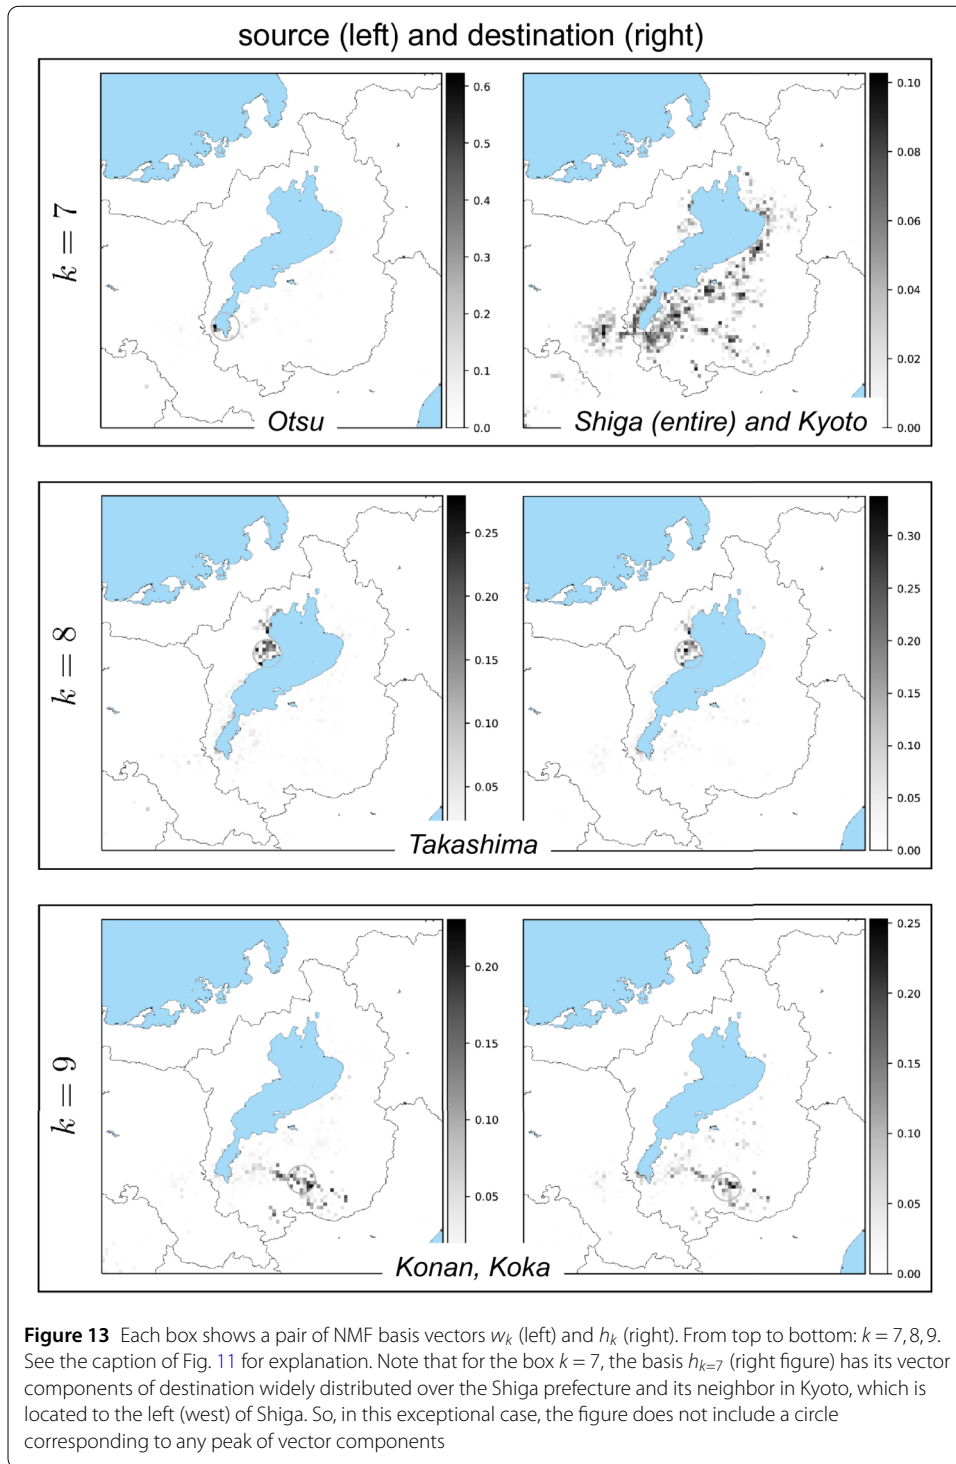 source (left) and destination (right)
k = 7
0.6
0.5
0.4
0.3
0.2
0.1
0.0
Otsu
0.10
0.08
0.06
0.04
0.02
0.00
Shiga (entire) and Kyoto
k = 8
0.25
0.20
0.15
0.10
0.05
0.30
0.25
0.20
0.15
0.10
0.05
0.00
Takashima
k = 9
0.20
0.15
0.10
0.05
0.25
0.20
0.15
0.10
0.05
0.00
Konan, Koka
Figure 13 Each box shows a pair of NMF basis vectors wk (left) and hk (right). From top to bottom: k = 7, 8, 9.
See the caption of Fig. 11 for explanation. Note that for the box k = 7, the basis hk=7 (right figure) has its vector
components of destination widely distributed over the Shiga prefecture and its neighbor in Kyoto, which is
located to the left (west) of Shiga. So, in this exceptional case, the figure does not include a circle
corresponding to any peak of vector components